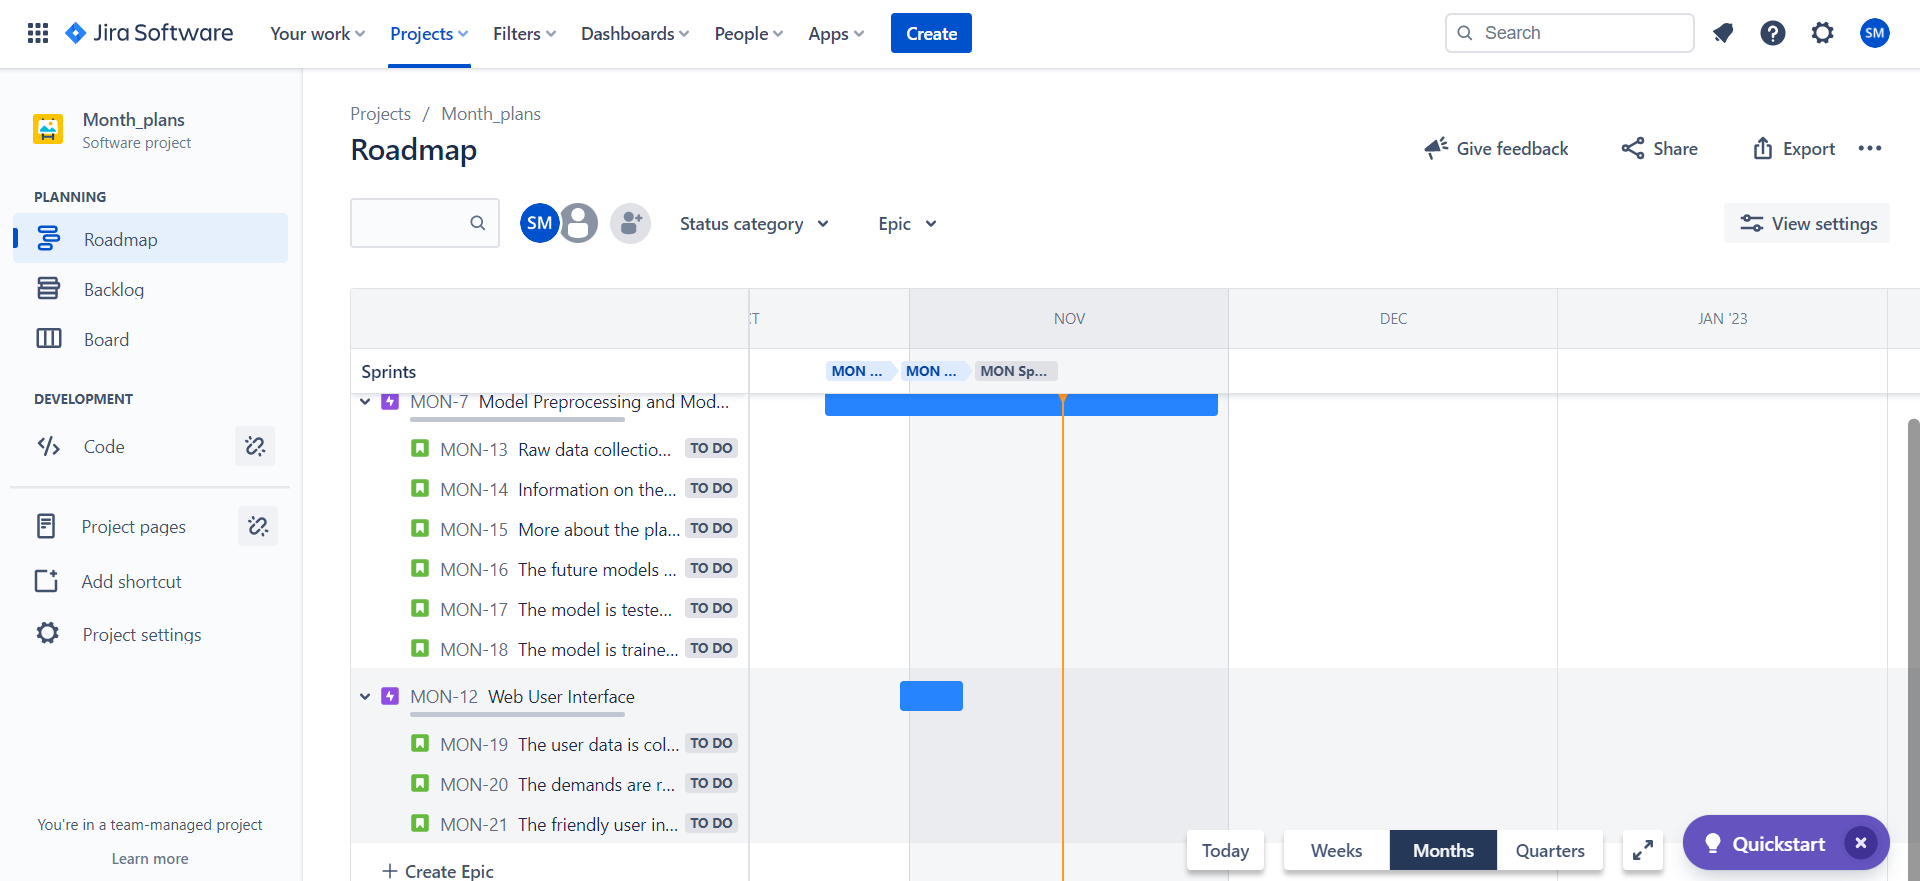 Jira Software Your work Projects Filters Dashboards People Apps Create Search SM
Month_plans
Software project
PLANNING
Roadmap
Backlog
Board
DEVELOPMENT
Code
Project pages
Add shortcut
Project settings
You're in a team-managed project
Learn more
Projects / Month_plans
Roadmap
Give feedback Share Export
SM Status category Epic View settings
NOV DEC JAN '23
Sprints MON ... MON ... MON Sp...
MON-7 Model Preprocessing and Mod...
MON-13 Raw data collectio... TO DO
MON-14 Information on the... TO DO
MON-15 More about the pla... TO DO
MON-16 The future models ... TO DO
MON-17 The model is teste... TO DO
MON-18 The model is traine... TO DO
MON-12 Web User Interface
MON-19 The user data is col... TO DO
MON-20 The demands are r... TO DO
MON-21 The friendly user in... TO DO
+ Create Epic
Today Weeks Months Quarters Quickstart